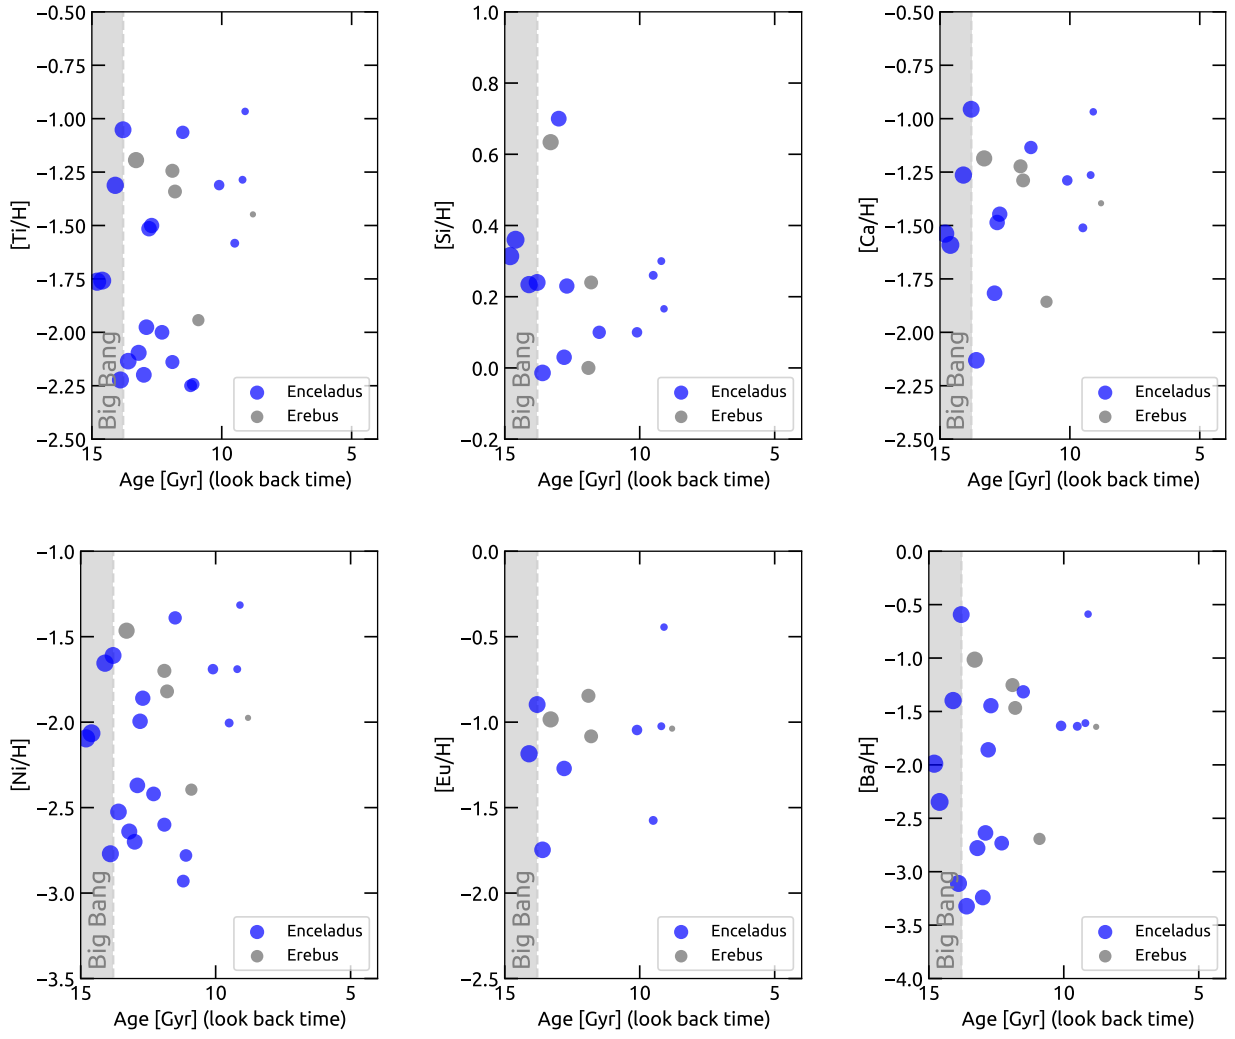 −0.50
−0.75
−1.00
−1.25
−1.50
−1.75
−2.00
−2.25
−2.50
[Ti/H]
Big Bang
Enceladus
Erebus
15
10
5
Age [Gyr] (look back time)
1.0
0.8
0.6
0.4
0.2
0.0
−0.2
[Si/H]
Big Bang
Enceladus
Erebus
15
10
5
Age [Gyr] (look back time)
−0.50
−0.75
−1.00
−1.25
−1.50
−1.75
−2.00
−2.25
−2.50
[Ca/H]
Big Bang
Enceladus
Erebus
15
10
5
Age [Gyr] (look back time)
−1.0
−1.5
−2.0
−2.5
−3.0
−3.5
[Ni/H]
Big Bang
Enceladus
Erebus
15
10
5
Age [Gyr] (look back time)
0.0
−0.5
−1.0
−1.5
−2.0
−2.5
[Eu/H]
Big Bang
Enceladus
Erebus
15
10
5
Age [Gyr] (look back time)
0.0
−0.5
−1.0
−1.5
−2.0
−2.5
−3.0
−3.5
−4.0
[Ba/H]
Big Bang
Enceladus
Erebus
15
10
5
Age [Gyr] (look back time)